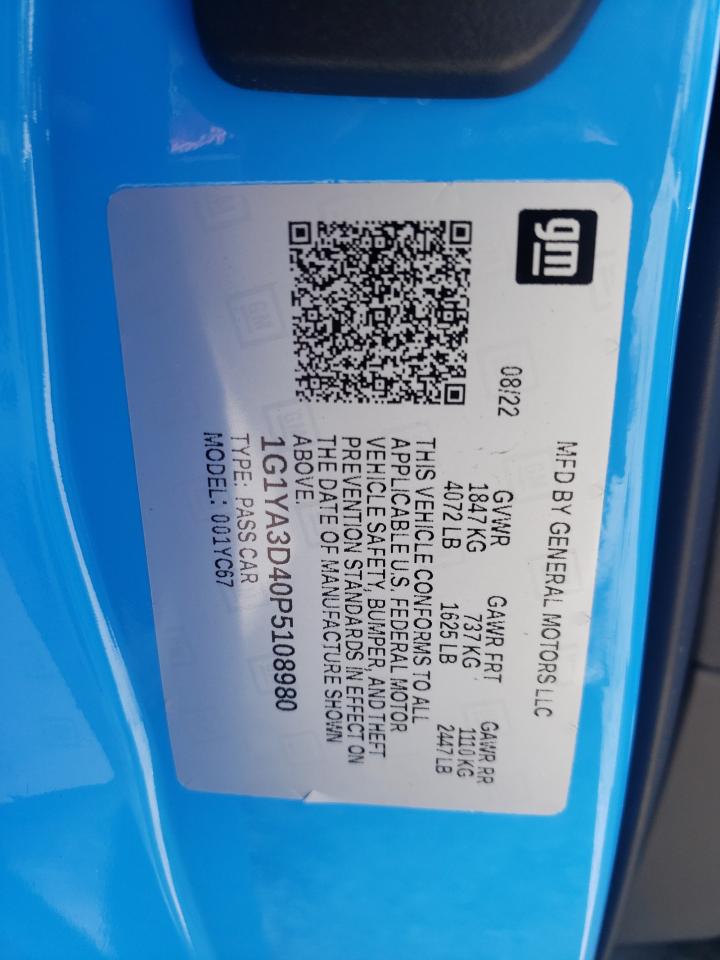 gm
MFD BY GENERAL MOTORS LLC
08/22
GVWR GAWR FRT GAWR RR
1847 KG 737 KG 1110 KG
4072 LB 1625 LB 2447 LB
THIS VEHICLE CONFORMS TO ALL
APPLICABLE U.S. FEDERAL MOTOR
VEHICLE SAFETY, BUMPER, AND THEFT
PREVENTION STANDARDS IN EFFECT ON
THE DATE OF MANUFACTURE SHOWN
ABOVE.
1G1YA3D40P5108980
TYPE: PASS CAR
MODEL: 001YC67